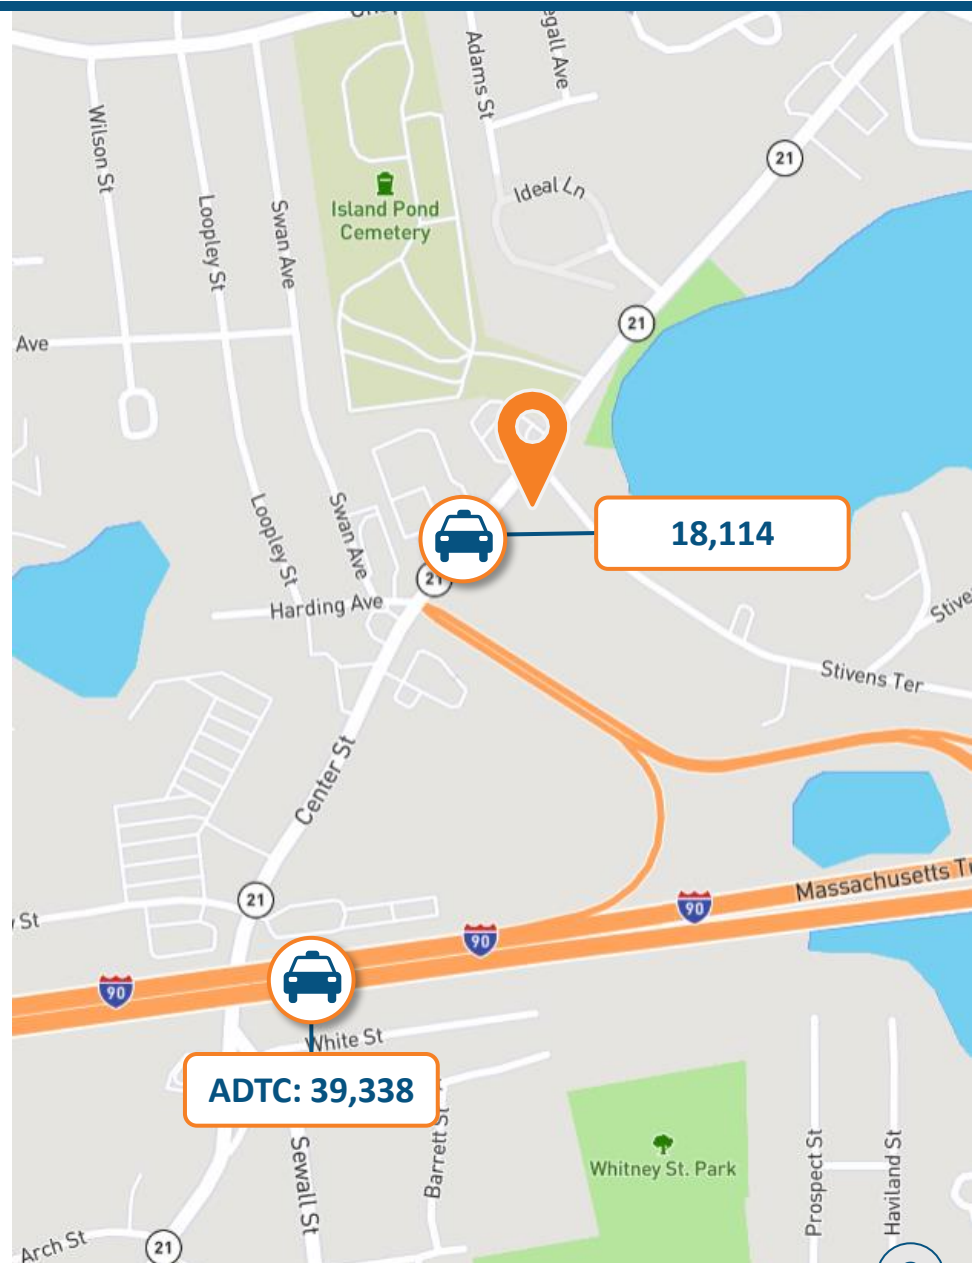 Adams St
Wilson St
21
Ideal Ln
Island Pond
Cemetery
Loopley St
Swan Ave
21
Ave
18,114
Loopley St
Swan Ave
21
Harding Ave
Stivens Ter
Center St
21
St
Massachusetts
90
90
90
White St
ADTC: 39,338
Barrett St
Sewall St
Whitney St. Park
Prospect St
Haviland St
Arch St
21